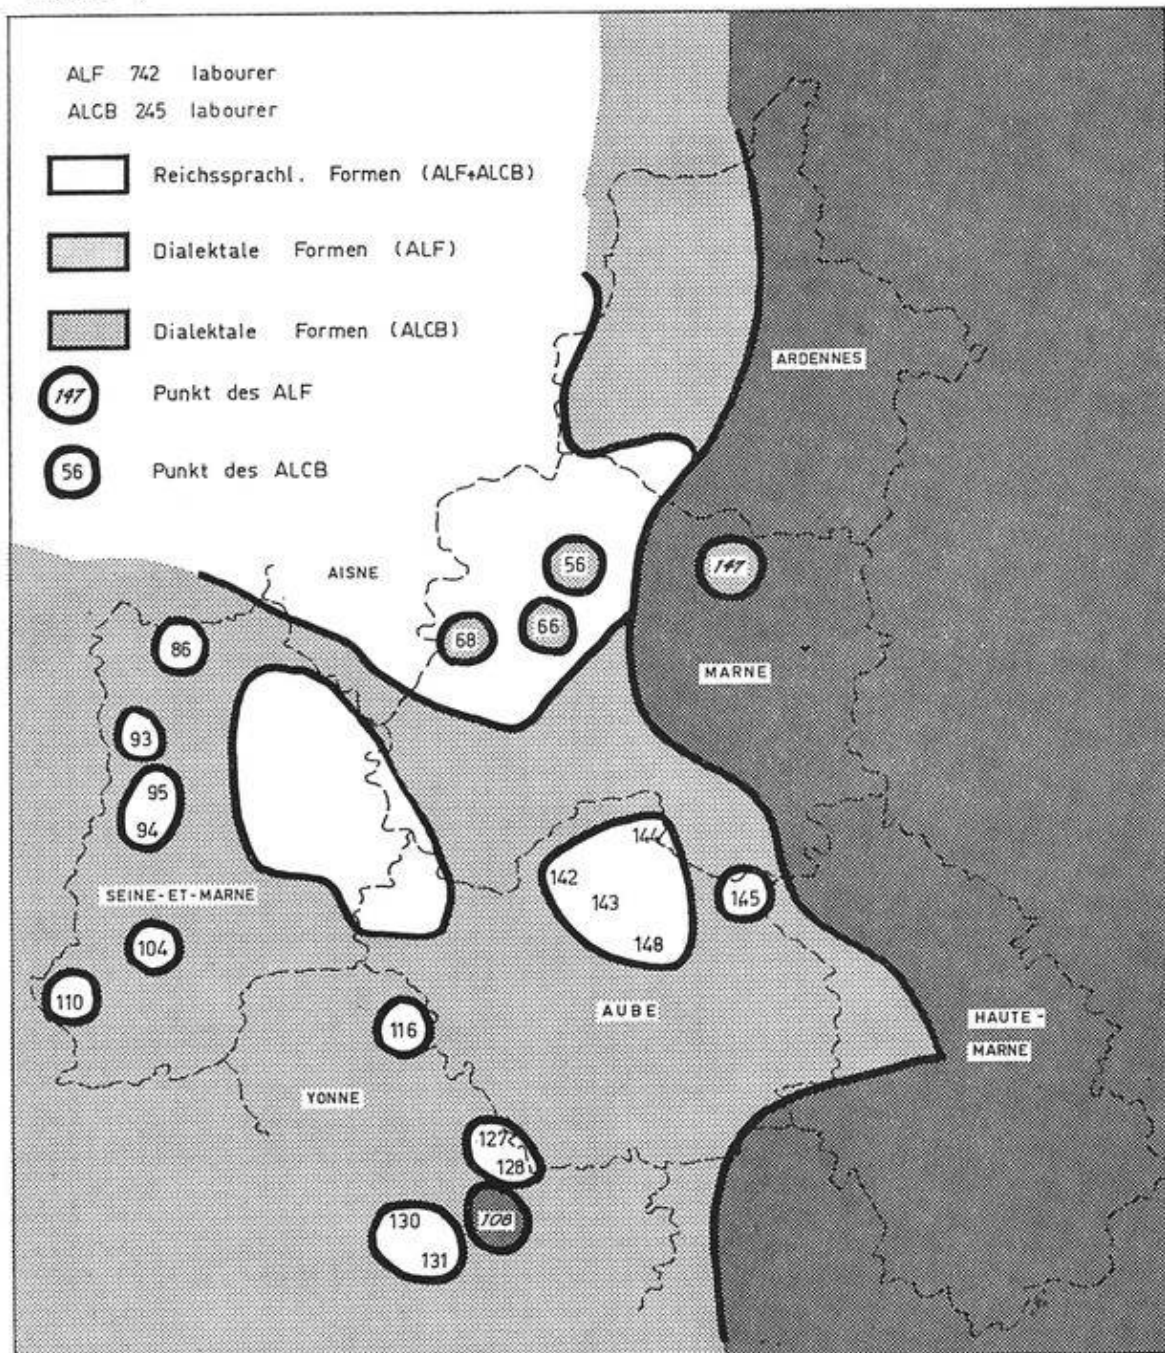 ALF 742 labourer
ALCB 245 labourer
Reichssprachl. Formen (ALF+ALCB)
Dialektale Formen (ALF)
Dialektale Formen (ALCB)
147 Punkt des ALF
56 Punkt des ALCB
ARDENNES
AISNE
56
147
66
68
86
MARNE
93
95
94
144
142
143
145
SEINE-ET-MARNE
148
104
110
AUBE
HAUTE-
MARNE
116
YONNE
127
128
130
108
131